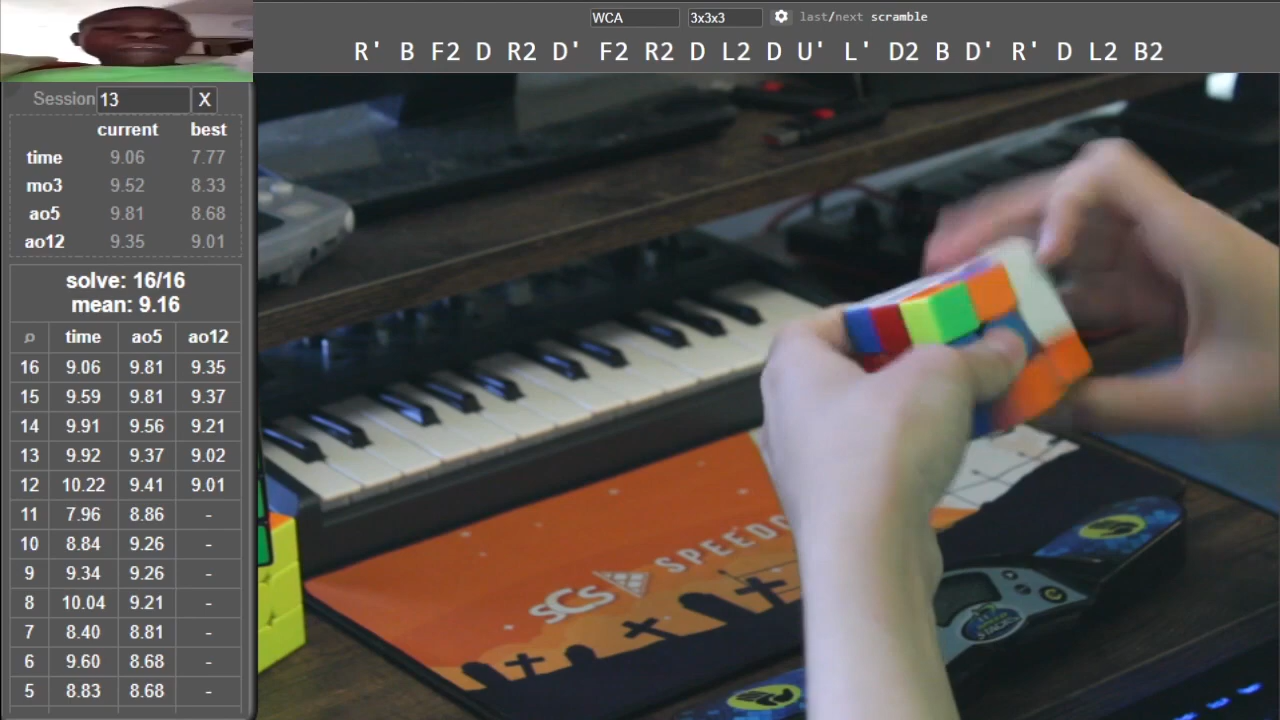 WCA 3x3x3 last/next scramble
R' B F2 D R2 D' F2 R2 D L2 D U' L' D2 B D' R' D L2 B2
Session 13 X
current best
time 9.06 7.77
mo3 9.52 8.33
ao5 9.81 8.68
ao12 9.35 9.01
solve: 16/16
mean: 9.16
time ao5 ao12
16 9.06 9.81 9.35
15 9.59 9.81 9.37
14 9.91 9.56 9.21
13 9.92 9.37 9.02
12 10.22 9.41 9.01
11 7.96 8.86 -
10 8.84 9.26 -
9 9.34 9.26 -
8 10.04 9.21 -
7 8.40 8.81 -
6 9.60 8.68 -
5 8.83 8.68 -
sCs SPEEDC